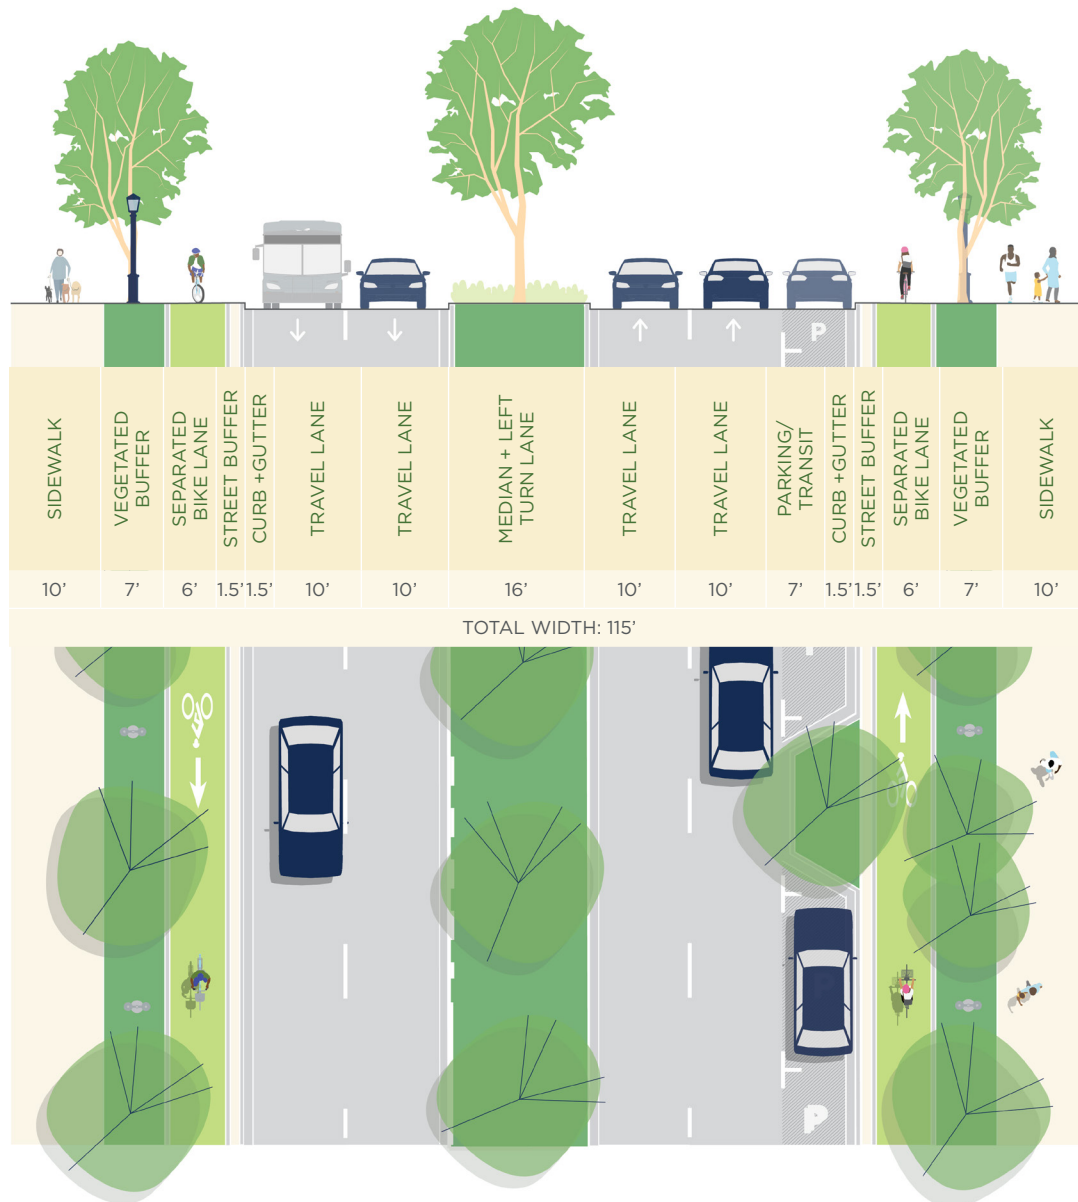 P
SIDEWALK
VEGETATED
BUFFER
SEPARATED
BIKE LANE
STREET BUFFER
CURB +GUTTER
TRAVEL LANE
TRAVEL LANE
MEDIAN + LEFT
TURN LANE
TRAVEL LANE
TRAVEL LANE
PARKING/
TRANSIT
CURB +GUTTER
STREET BUFFER
SEPARATED
BIKE LANE
VEGETATED
BUFFER
SIDEWALK
10’ 7’ 6’ 1.5’ 1.5’ 10’ 10’ 16’ 10’ 10’ 7’ 1.5’ 1.5’ 6’ 7’ 10’
TOTAL WIDTH: 115’
P
P